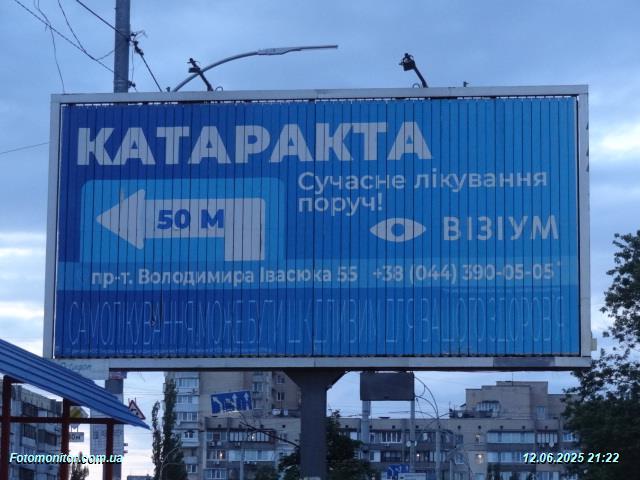 КАТАРАКТА
Сучасне лікування
поруч!
50 М
ВІЗІУМ
пр-т. Володимира Івасюка 55 +38 (044) 390-05-05*
САМОЛІКУВАННЯ МОЖЕ БУТИ ШКІДЛИВИМ ДЛЯ ВАШОГО ЗДОРОВ'Я
Fotomonitor.com.ua
12.06.2025 21:22